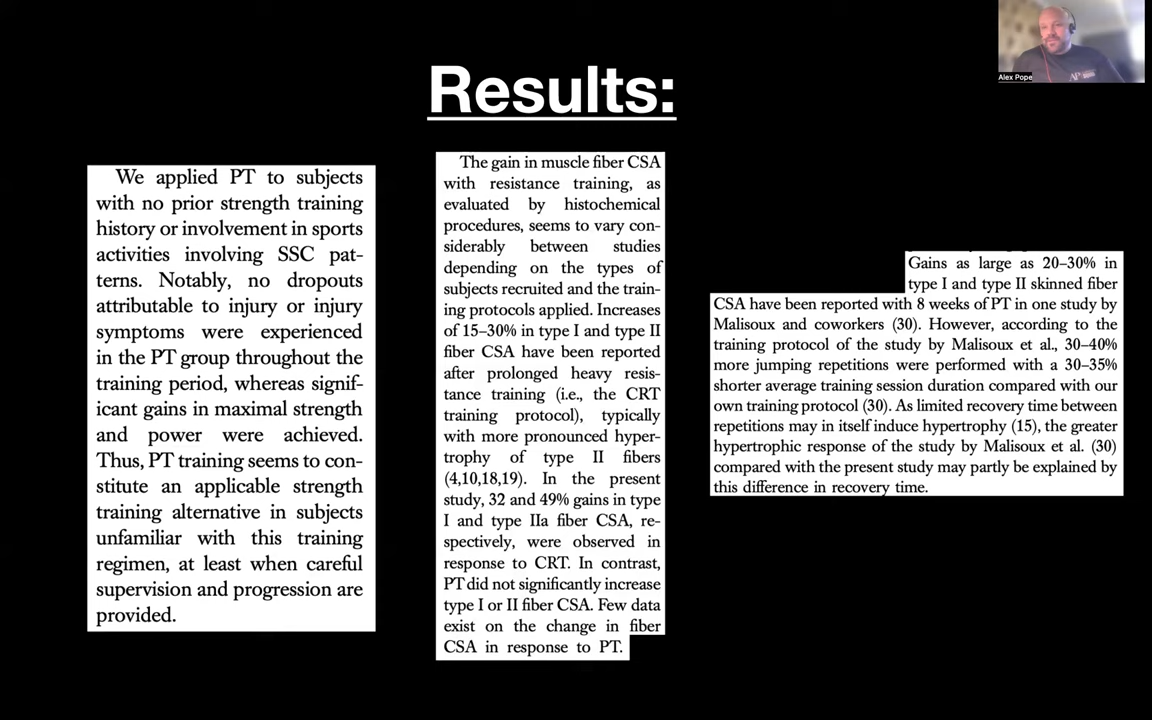 Results:
Alex Pope
We applied PT to subjects
with no prior strength training
history or involvement in sports
activities involving SSC pat-
terns. Notably, no dropouts
attributable to injury or injury
symptoms were experienced
in the PT group throughout the
training period, whereas signif-
icant gains in maximal strength
and power were achieved.
Thus, PT training seems to con-
stitute an applicable strength
training alternative in subjects
unfamiliar with this training
regimen, at least when careful
supervision and progression are
provided.
The gain in muscle fiber CSA
with resistance training, as
evaluated by histochemical
procedures, seems to vary con-
siderably between studies
depending on the types of
subjects recruited and the train-
ing protocols applied. Increases
of 15–30% in type I and type II
fiber CSA have been reported
after prolonged heavy resis-
tance training (i.e., the CRT
training protocol), typically
with more pronounced hyper-
trophy of type II fibers
(4,10,18,19). In the present
study, 32 and 49% gains in type
I and type IIa fiber CSA, re-
spectively, were observed in
response to CRT. In contrast,
PT did not significantly increase
type I or II fiber CSA. Few data
exist on the change in fiber
CSA in response to PT.
Gains as large as 20–30% in
type I and type II skinned fiber
CSA have been reported with 8 weeks of PT in one study by
Malisoux and coworkers (30). However, according to the
training protocol of the study by Malisoux et al., 30–40%
more jumping repetitions were performed with a 30–35%
shorter average training session duration compared with our
own training protocol (30). As limited recovery time between
repetitions may in itself induce hypertrophy (15), the greater
hypertrophic response of the study by Malisoux et al. (30)
compared with the present study may partly be explained by
this difference in recovery time.